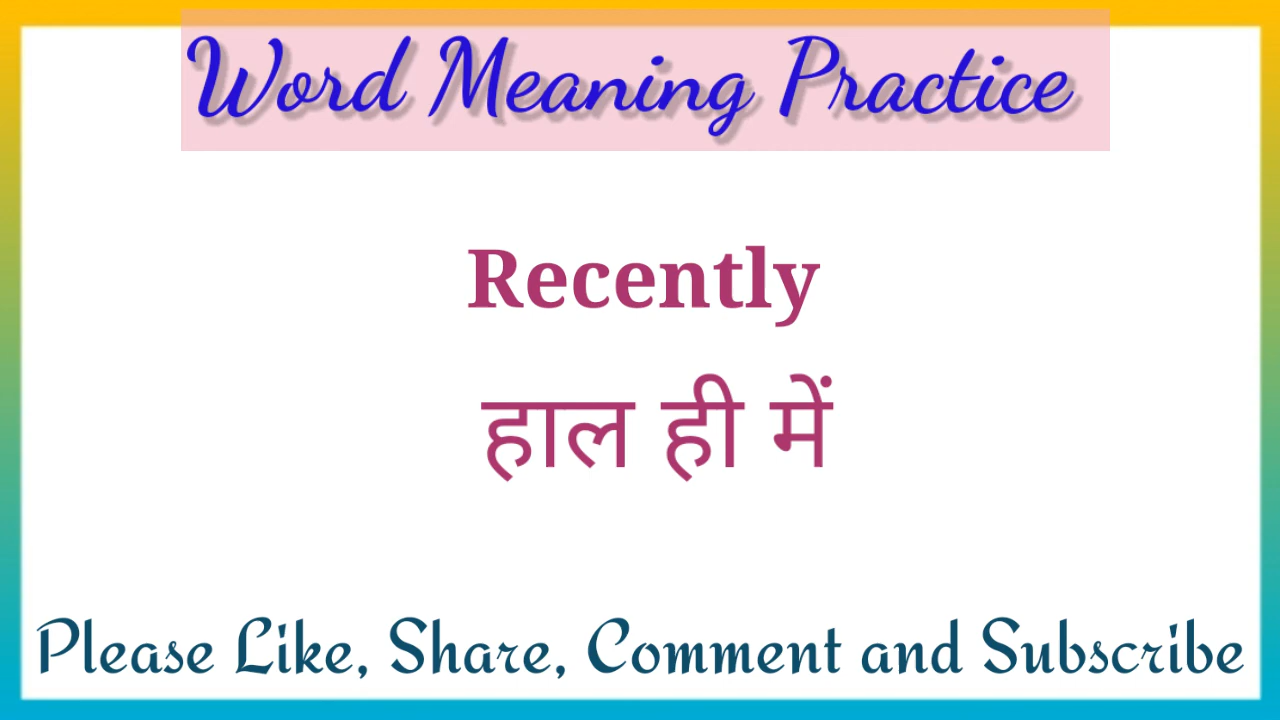 Word Meaning Practice
Recently
हाल ही में
Please Like, Share, Comment and Subscribe